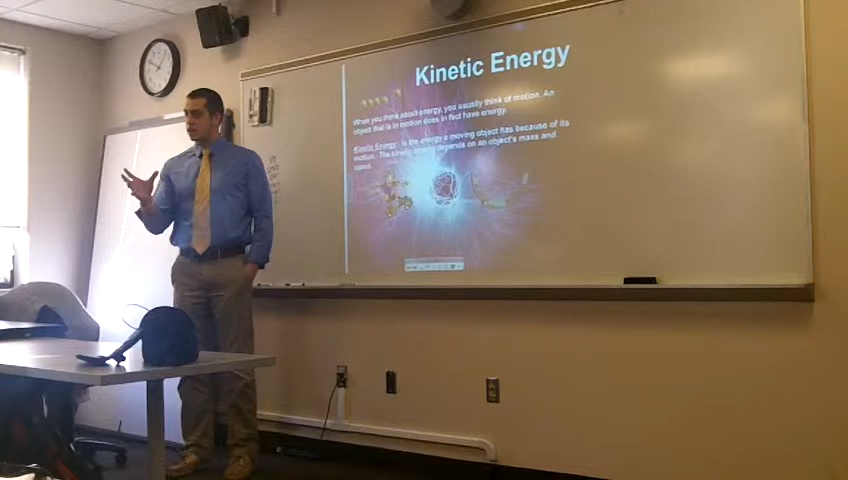 Kinetic Energy
When you think about energy, you usually think of motion. An
object that is in motion does in fact have energy.
Kinetic Energy - is the energy a moving object has because of its
motion. The kinetic energy depends on an object's mass and
speed.